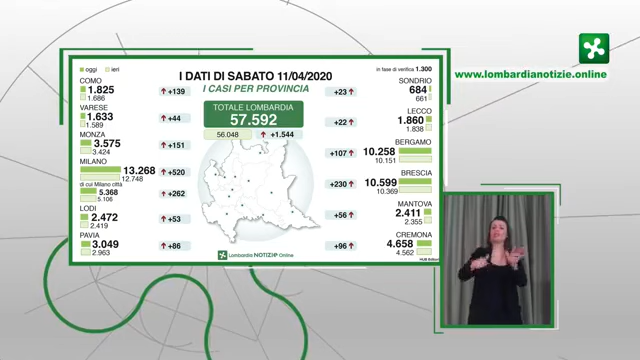 www.lombardianotizie.online
oggi ieri
I DATI DI SABATO 11/04/2020
in fase di verifica 1.300
I CASI PER PROVINCIA
TOTALE LOMBARDIA
57.592
56.048 +1.544
COMO
1.825 +139
1.686
VARESE
1.633 +44
1.589
MONZA
3.575 +151
3.424
MILANO
13.268 +520
12.748
di cui Milano città
5.368 +262
5.106
LODI
2.472 +53
2.419
PAVIA
3.049 +86
2.963
SONDRIO
+23 684
661
LECCO
+22 1.860
1.838
BERGAMO
+107 10.258
10.151
BRESCIA
+230 10.599
10.369
MANTOVA
+56 2.411
2.355
CREMONA
+96 4.658
4.562
Lombardia NOTIZIE Online
HUB Editoriale